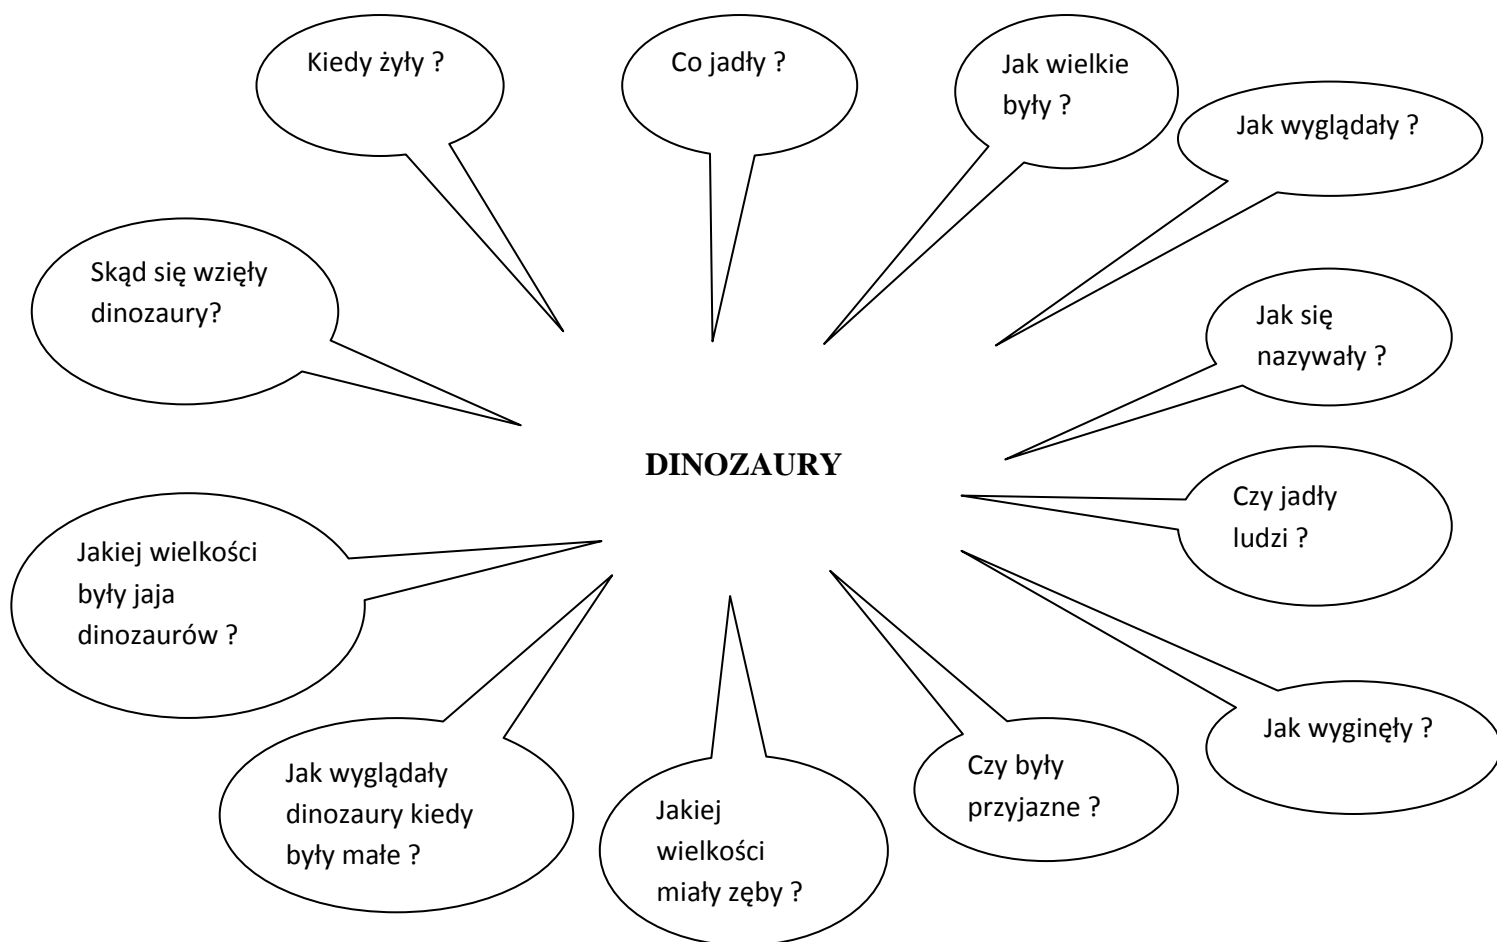 Kiedy żyły ?
Co jadły ?
Jak wielkie
były ?
Jak wyglądały ?
Skąd się wzięły
dinozaury?
Jak się
nazywały ?
DINOZAURY
Czy jadły
ludzi ?
Jakiej wielkości
były jaja
dinozaurów ?
Jak wyginęły ?
Jak wyglądały
dinozaury kiedy
były małe ?
Jakiej
wielkości
miały zęby ?
Czy były
przyjazne ?